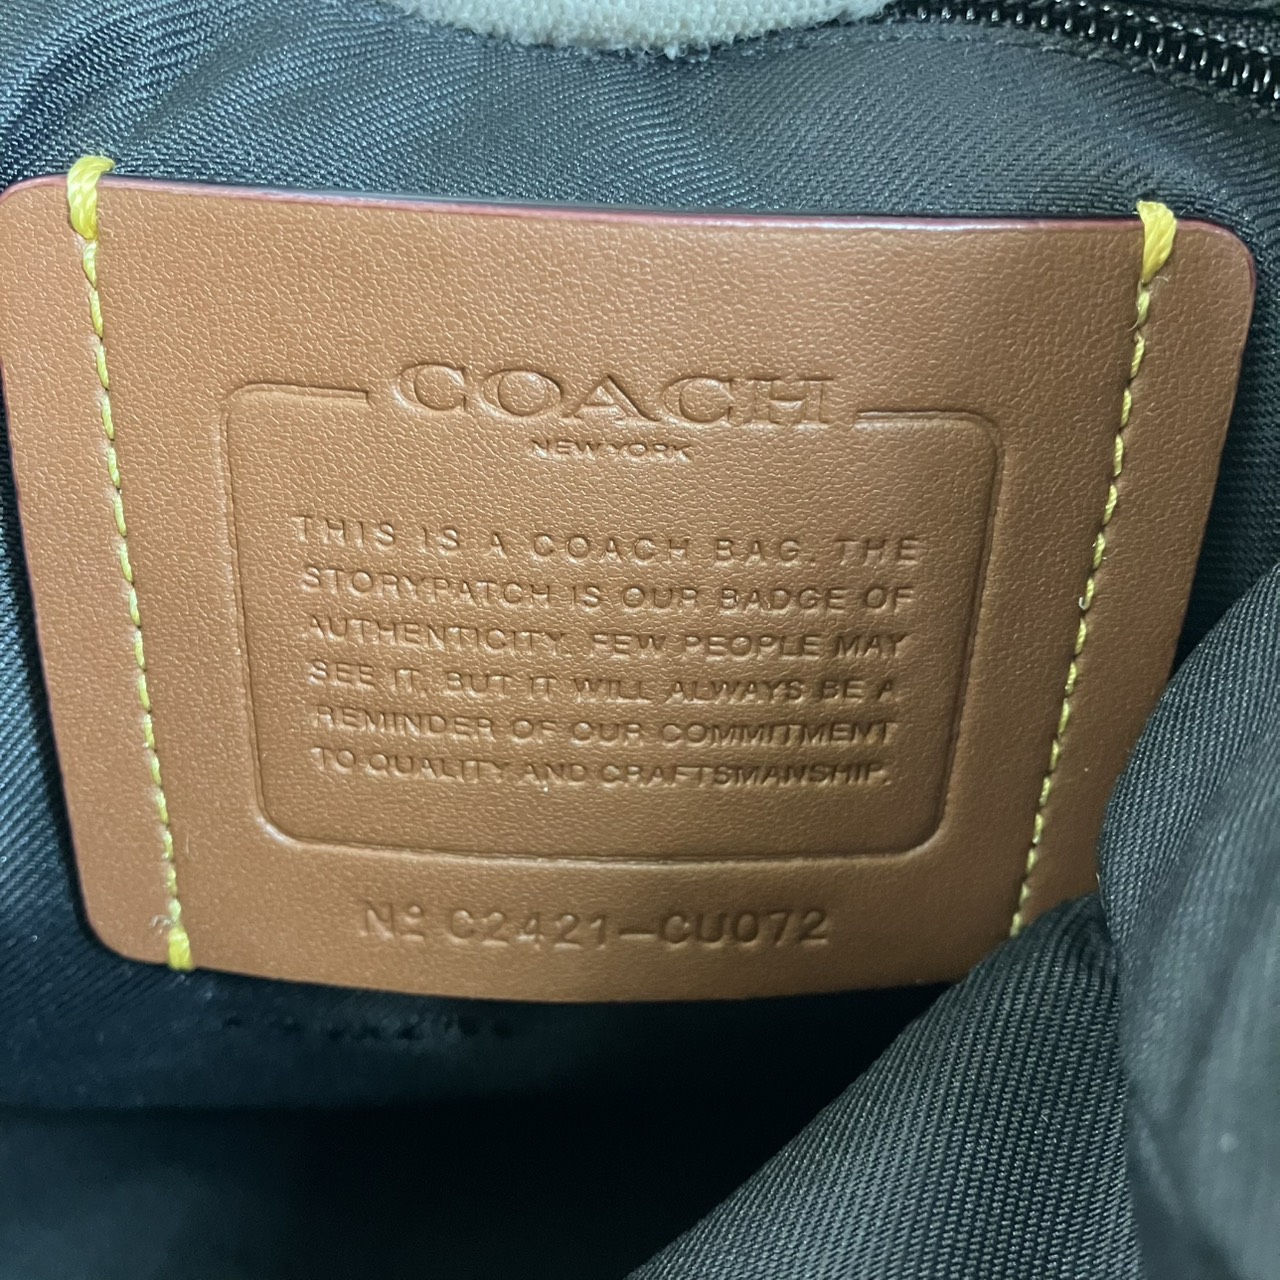 COACH
NEW YORK
THIS IS A COACH BAG. THE
STORYPATCH IS OUR BADGE OF
AUTHENTICITY. FEW PEOPLE MAY
SEE IT, BUT IT WILL ALWAYS BE A
REMINDER OF OUR COMMITMENT
TO QUALITY AND CRAFTSMANSHIP.
Nº C2421-CU072